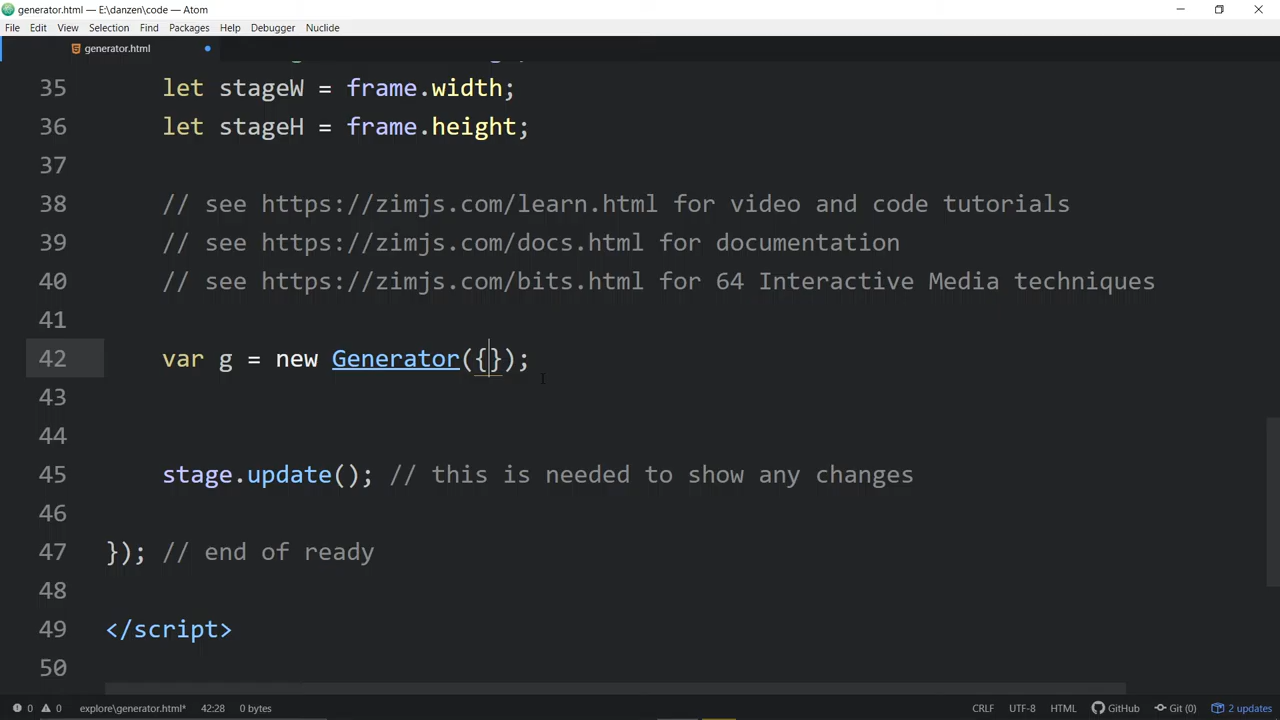 generator.html — E:\danzen\code — Atom
File Edit View Selection Find Packages Help Debugger Nuclide
generator.html
35 let stageW = frame.width;
36 let stageH = frame.height;
37
38 // see https://zimjs.com/learn.html for video and code tutorials
39 // see https://zimjs.com/docs.html for documentation
40 // see https://zimjs.com/bits.html for 64 Interactive Media techniques
41
42 var g = new Generator({});
43
44
45 stage.update(); // this is needed to show any changes
46
47 }); // end of ready
48
49 </script>
50
0 0 explore\generator.html* 42:28 0 bytes CRLF UTF-8 HTML GitHub Git (0) 2 updates